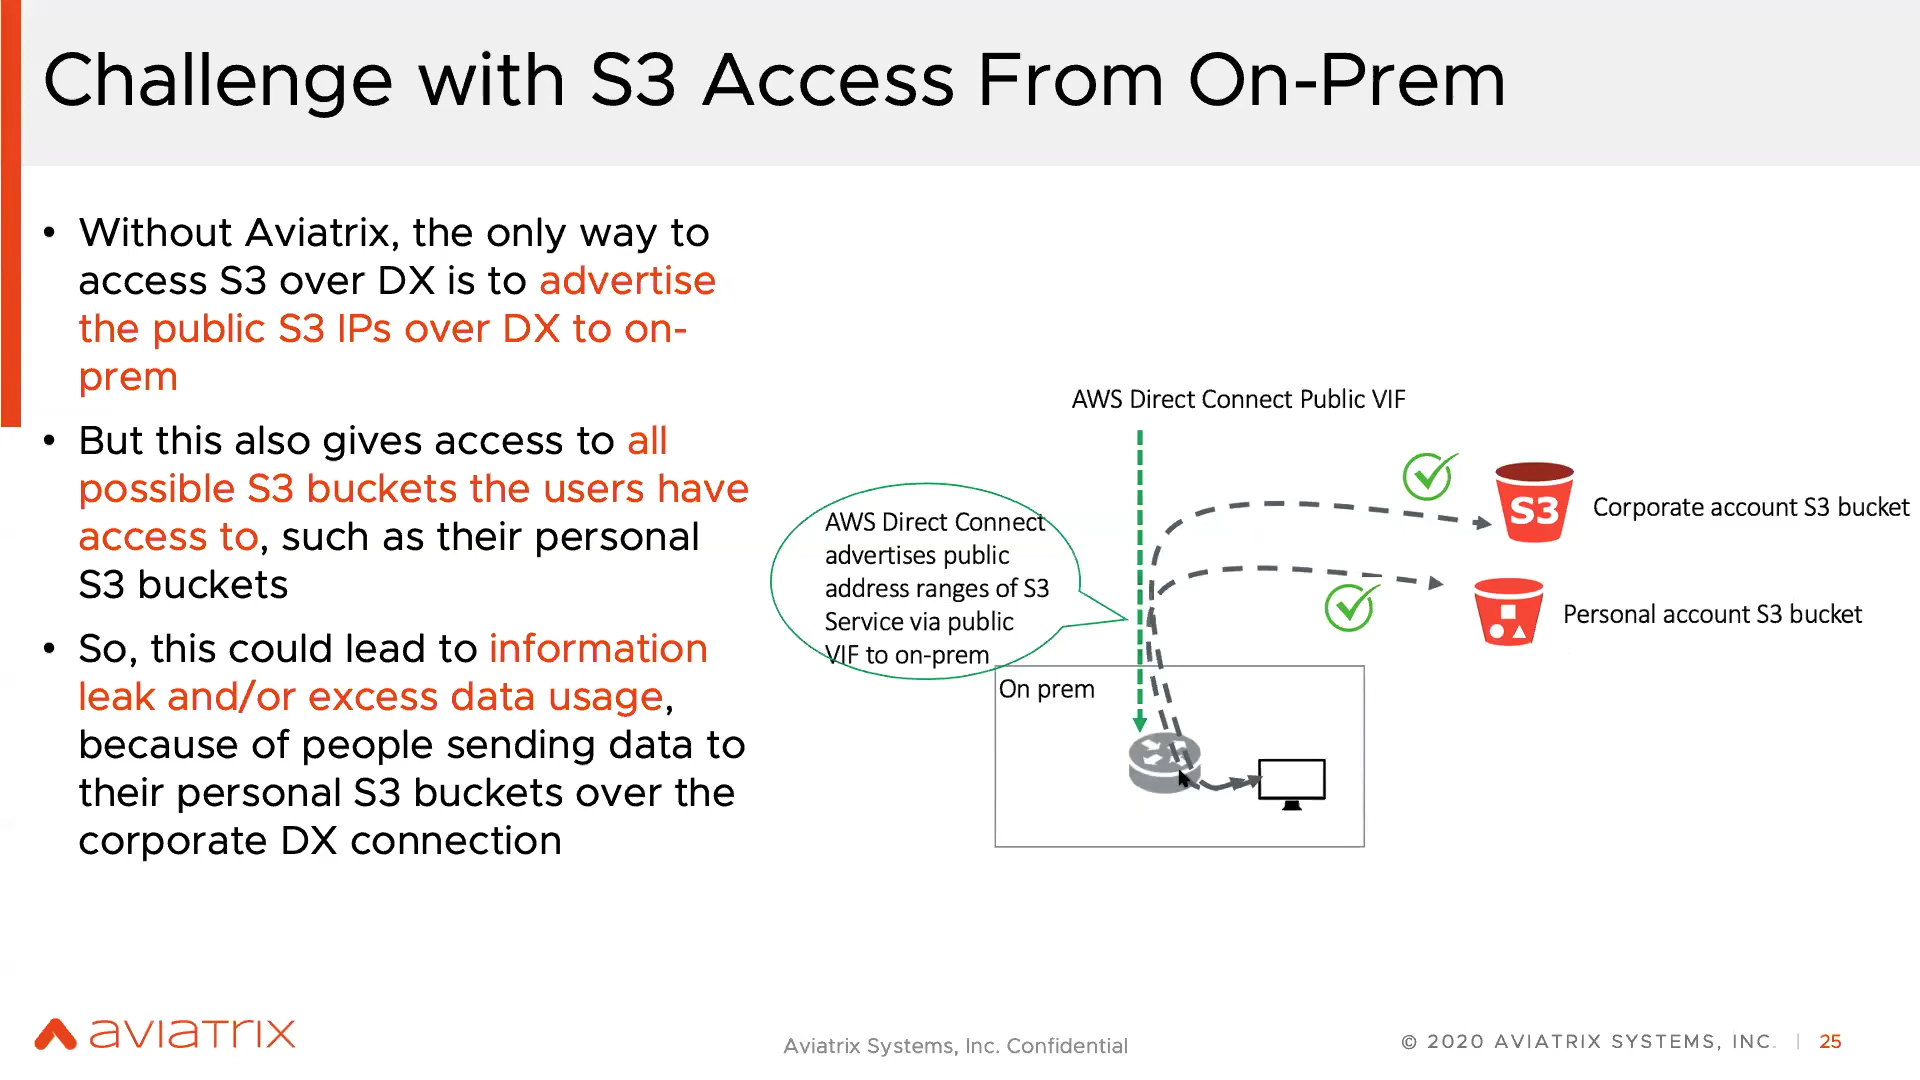 Challenge with S3 Access From On-Prem
• Without Aviatrix, the only way to
access S3 over DX is to advertise
the public S3 IPs over DX to on-
prem
• But this also gives access to all
possible S3 buckets the users have
access to, such as their personal
S3 buckets
• So, this could lead to information
leak and/or excess data usage,
because of people sending data to
their personal S3 buckets over the
corporate DX connection
AWS Direct Connect Public VIF
AWS Direct Connect
advertises public
address ranges of S3
Service via public
VIF to on-prem
S3
Corporate account S3 bucket
Personal account S3 bucket
On prem
aviatrix
Aviatrix Systems, Inc. Confidential
© 2020 AVIATRIX SYSTEMS, INC. | 25